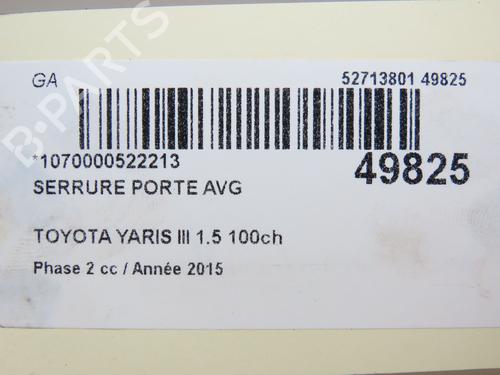 GA
52713801 49825
*1070000522213
49825
SERRURE PORTE AVG
TOYOTA YARIS III 1.5 100ch
Phase 2 cc / Année 2015
B-PARTS